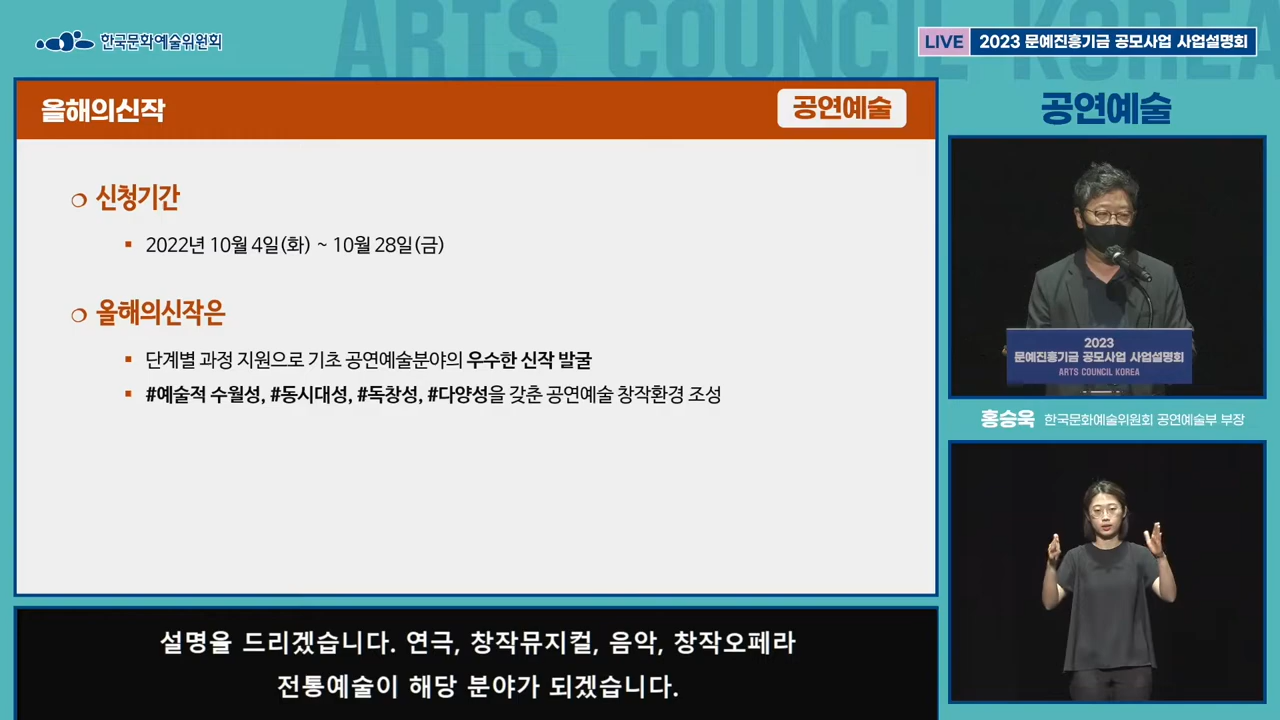 ARTS COUNCIL KOREA
한국문화예술위원회
LIVE 2023 문예진흥기금 공모사업 사업설명회
올해의신작
공연예술
신청기간
2022년 10월 4일(화) ~ 10월 28일(금)
올해의신작은
단계별 과정 지원으로 기초 공연예술분야의 우수한 신작 발굴
#예술적 수월성, #동시대성, #독창성, #다양성을 갖춘 공연예술 창작환경 조성
설명을 드리겠습니다. 연극, 창작뮤지컬, 음악, 창작오페라
전통예술이 해당 분야가 되겠습니다.
공연예술
2023
문예진흥기금 공모사업 사업설명회
ARTS COUNCIL KOREA
홍승욱 한국문화예술위원회 공연예술부 부장